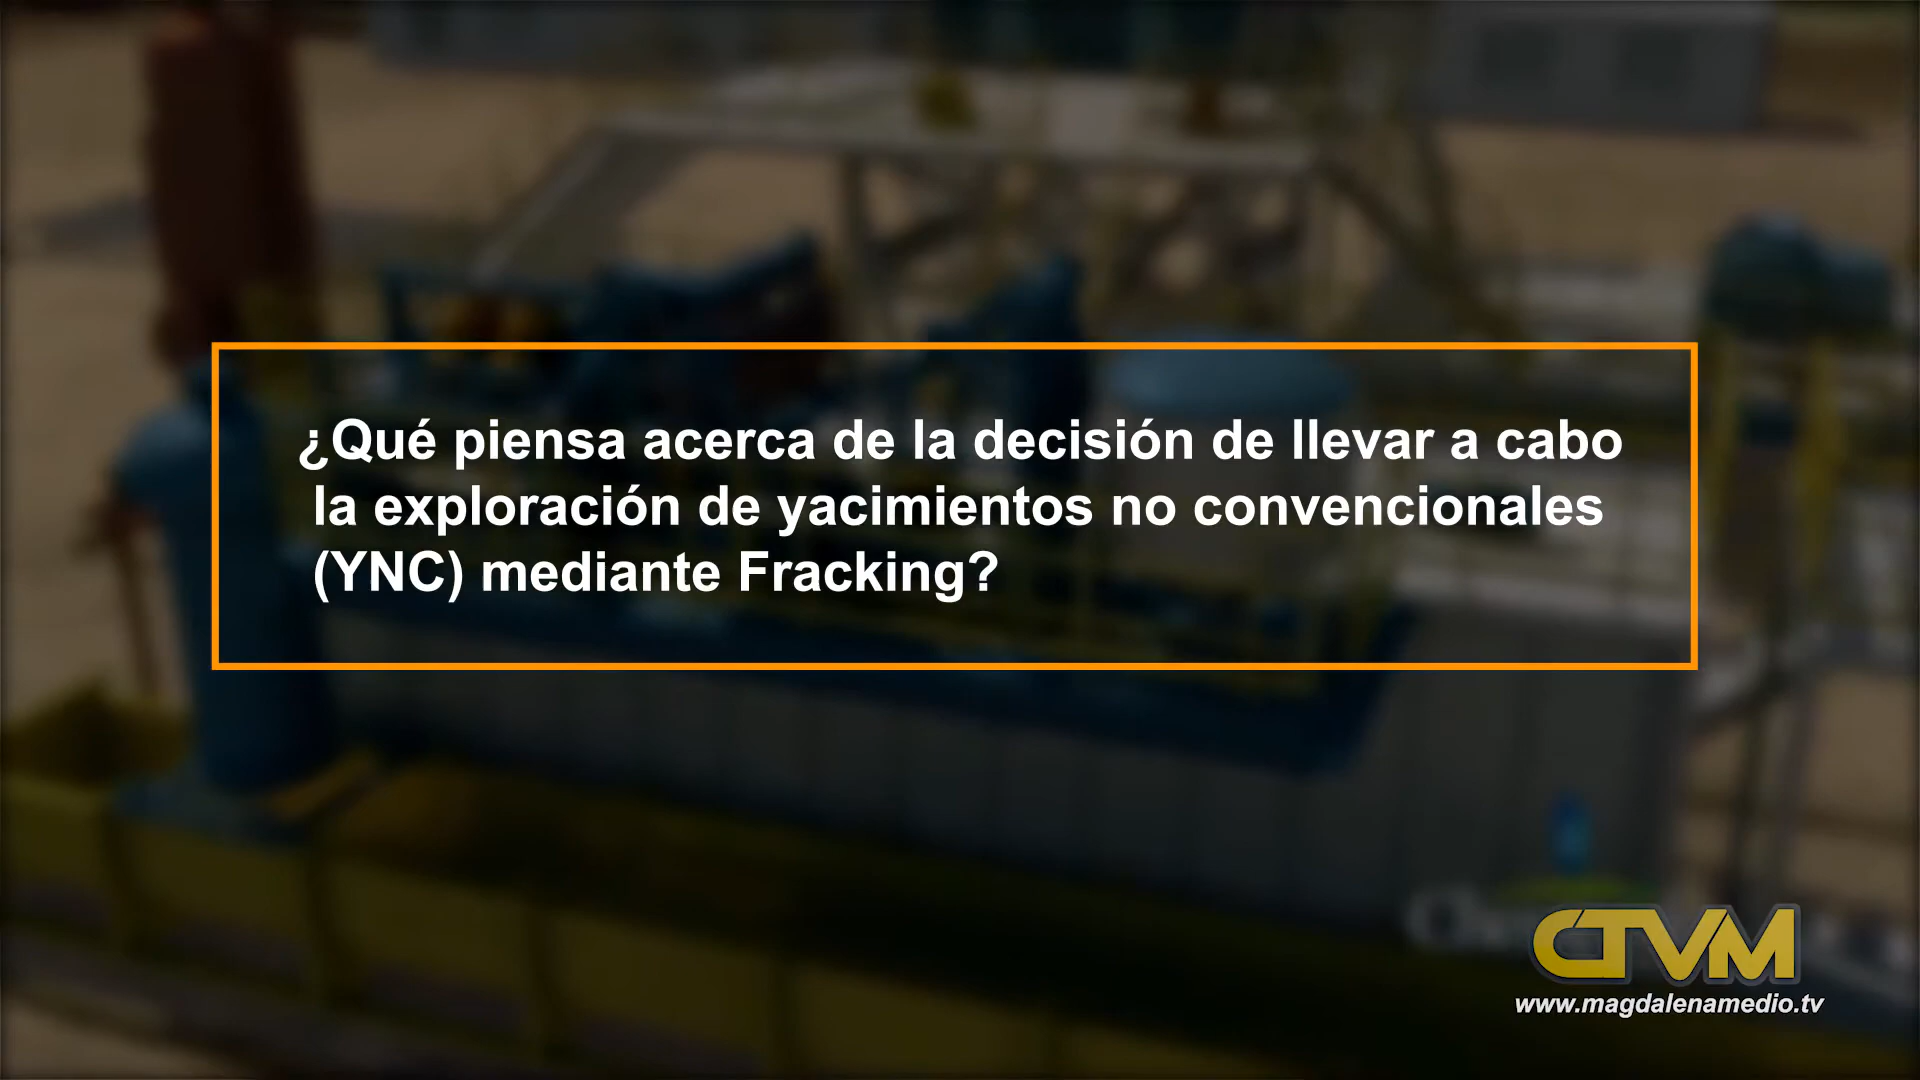 ¿Qué piensa acerca de la decisión de llevar a cabo
la exploración de yacimientos no convencionales
(YNC) mediante Fracking?
CTVM
www.magdalenamedio.tv